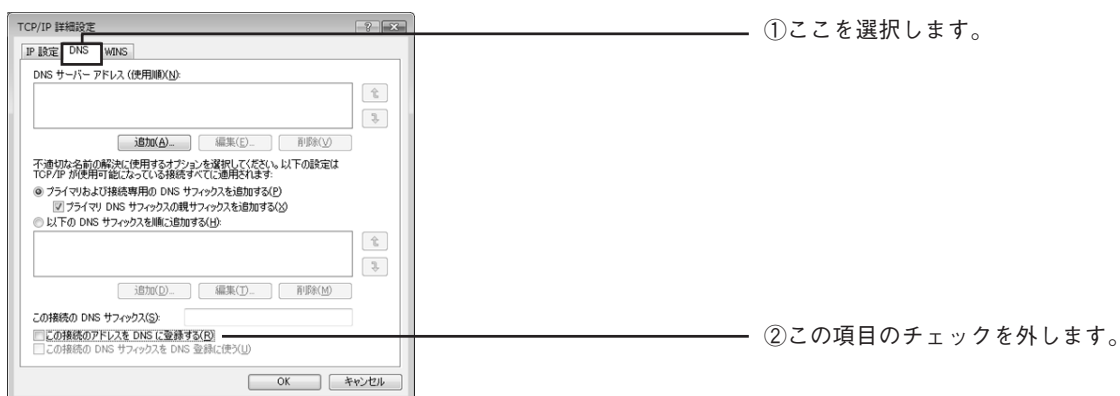 TCP/IP 詳細設定
①ここを選択します。
IP 設定 DNS WINS
DNS サーバー アドレス (使用順)(N):
追加(A)... 編集(E)... 削除(V)
不適切な名前の解決に使用するオプションを選択してください。以下の設定は
TCP/IP が使用可能になっている接続すべてに適用されます:
プライマリおよび接続専用の DNS サフィックスを追加する(P)
プライマリ DNS サフィックスの親サフィックスを追加する(X)
以下の DNS サフィックスを順に追加する(H):
追加(D)... 編集(T)... 削除(M)
この接続の DNS サフィックス(S):
この接続のアドレスを DNS に登録する(R)
②この項目のチェックを外します。
この接続の DNS サフィックスを DNS 登録に使う(U)
OK キャンセル